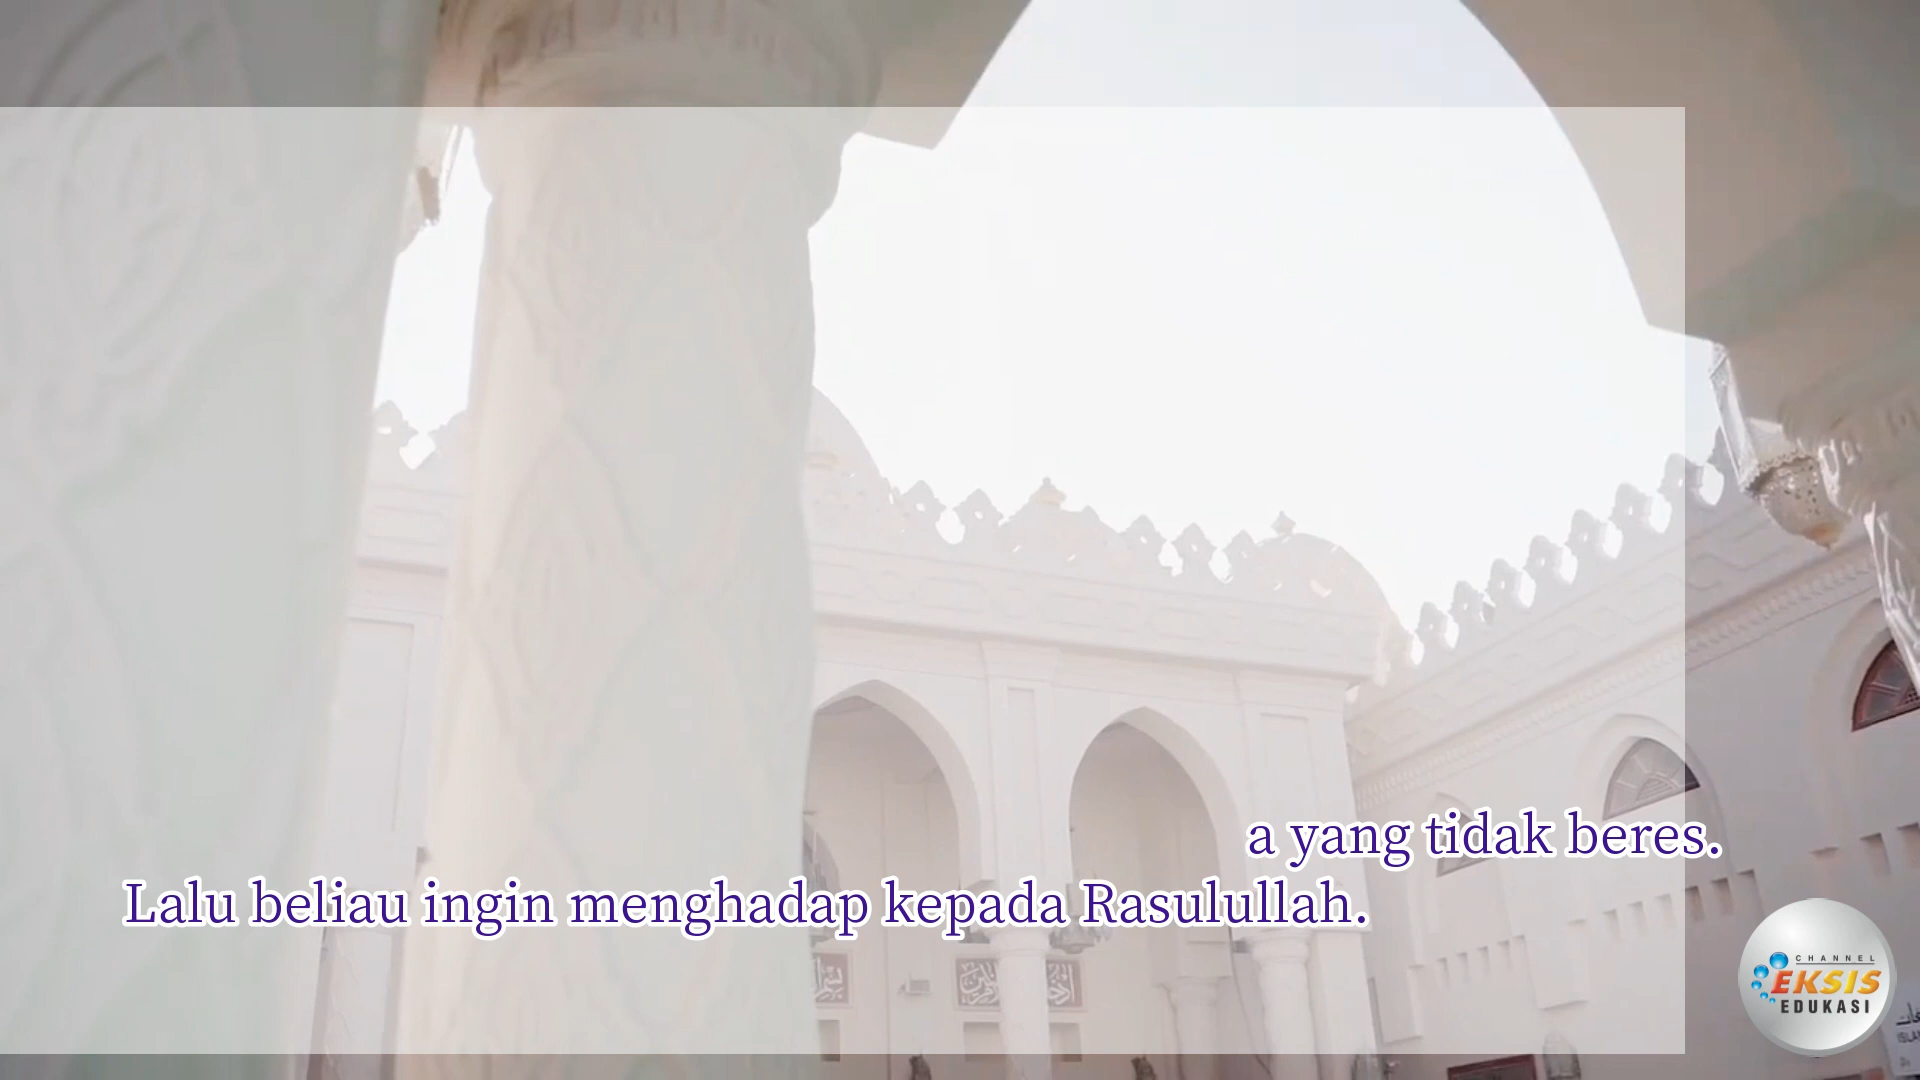 a yang tidak beres.
Lalu beliau ingin menghadap kepada Rasulullah.
CHANNEL
EKSIS
EDUKASI